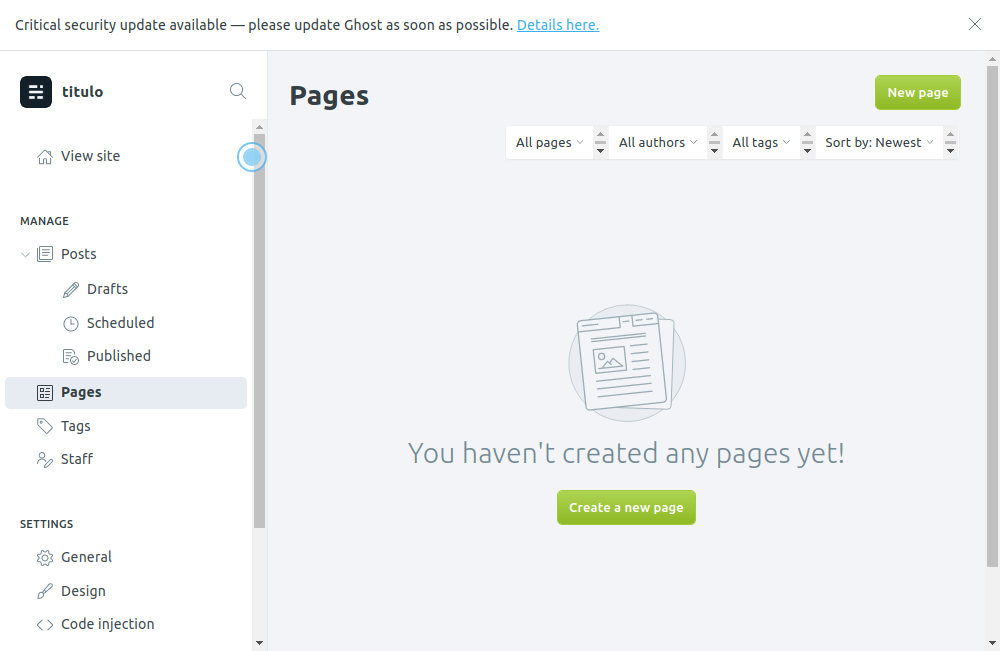 Critical security update available — please update Ghost as soon as possible. Details here.
titulo
View site
MANAGE
Posts
Drafts
Scheduled
Published
Pages
Tags
Staff
SETTINGS
General
Design
Code injection
Pages
New page
All pages
All authors
All tags
Sort by: Newest
You haven't created any pages yet!
Create a new page